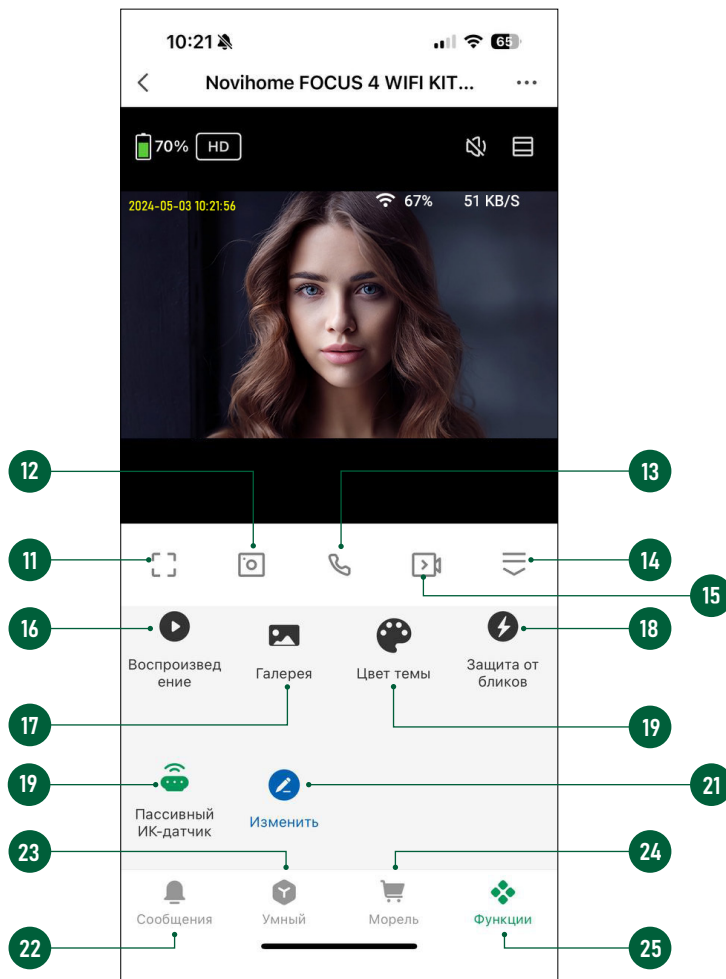 10:21 65
Novihome FOCUS 4 WIFI KIT...
70% HD
2024-05-03 10:21:56 67% 51 KB/S
12
13
11
14
15
16
18
Воспроизвед
ение
Галерея
Цвет темы
Защита от
бликов
17
19
19
21
Пассивный
ИК-датчик
Изменить
23
24
Сообщения
Умный
Морель
Функции
22
25